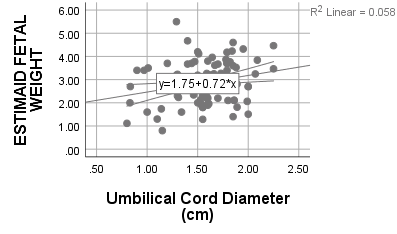 R² Linear = 0.058
ESTIMAID FETAL
WEIGHT
6.00
5.00
4.00
3.00
2.00
1.00
.00
y=1.75+0.72*x
.50
1.00
1.50
2.00
2.50
Umbilical Cord Diameter
(cm)